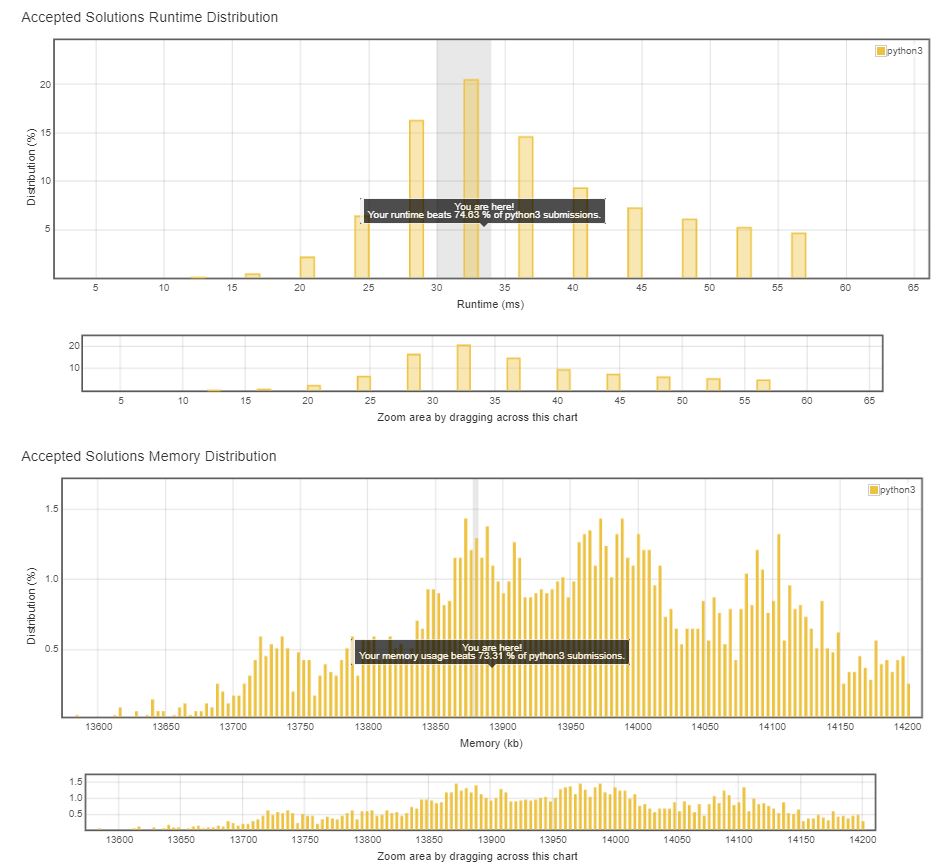 Accepted Solutions Runtime Distribution
python3
Distribution (%)
20
15
10
5
You are here!
Your runtime beats 74.63 % of python3 submissions.
5 10 15 20 25 30 35 40 45 50 55 60 65
Runtime (ms)
20
10
5 10 15 20 25 30 35 40 45 50 55 60 65
Zoom area by dragging across this chart
Accepted Solutions Memory Distribution
python3
Distribution (%)
1.5
1.0
0.5
You are here!
Your memory usage beats 73.31 % of python3 submissions.
13600 13650 13700 13750 13800 13850 13900 13950 14000 14050 14100 14150 14200
Memory (kb)
1.5
1.0
0.5
13600 13650 13700 13750 13800 13850 13900 13950 14000 14050 14100 14150 14200
Zoom area by dragging across this chart